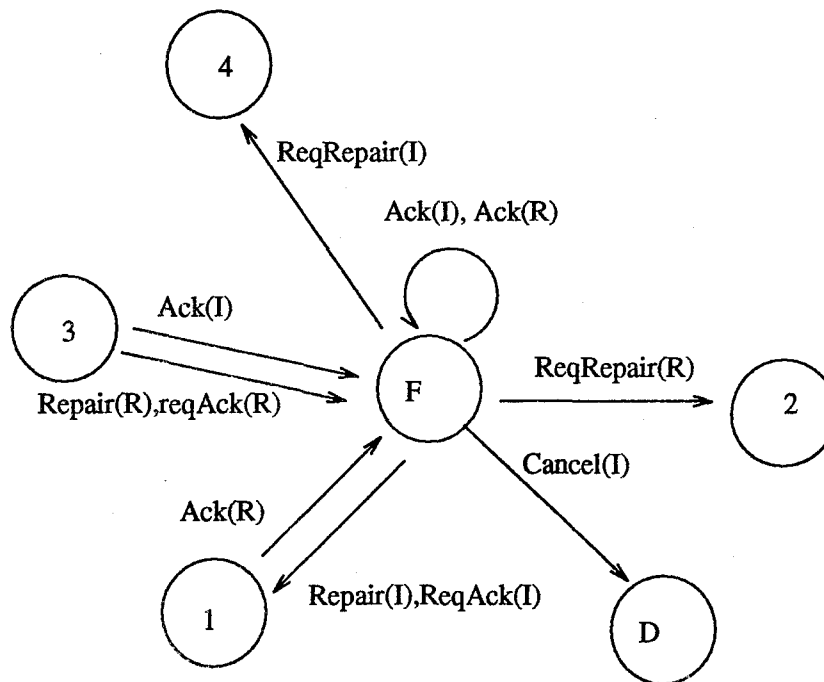 4
ReqRepair(I)
Ack(I), Ack(R)
3
Ack(I)
Repair(R),reqAck(R)
F
ReqRepair(R)
2
Cancel(I)
Ack(R)
Repair(I),ReqAck(I)
1
D